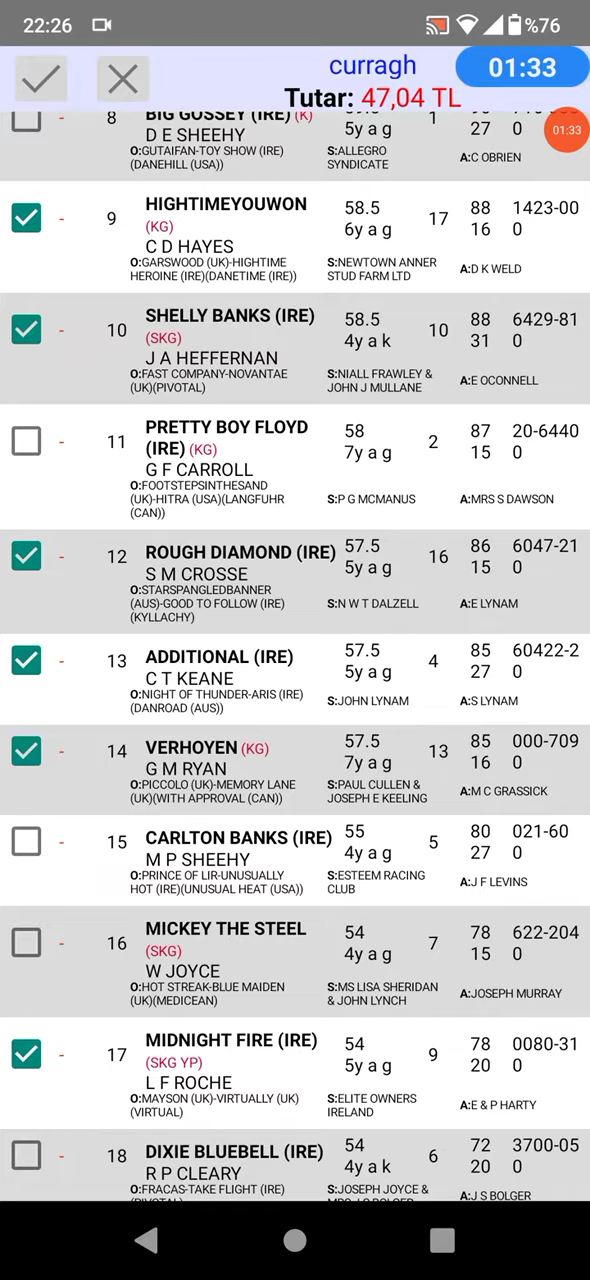 22:26 %76
curragh 01:33
Tutar: 47,04 TL
01:33
- 8 BIG GOSSEY (IRE) (K) 1
D E SHEEHY 5y a g 27 0
O:GUTAIFAN-TOY SHOW (IRE) S:ALLEGRO A:C OBRIEN
(DANEHILL (USA)) SYNDICATE
- 9 HIGHTIMEYOUWON 58.5 17 88 1423-00
(KG) 6y a g 16 0
C D HAYES
O:GARSWOOD (UK)-HIGHTIME S:NEWTOWN ANNER A:D K WELD
HEROINE (IRE)(DANETIME (IRE)) STUD FARM LTD
- 10 SHELLY BANKS (IRE) 58.5 10 88 6429-81
(SKG) 4y a k 31 0
J A HEFFERNAN
O:FAST COMPANY-NOVANTAE S:NIALL FRAWLEY & A:E OCONNELL
(UK)(PIVOTAL) JOHN J MULLANE
- 11 PRETTY BOY FLOYD 58 2 87 20-6440
(IRE) (KG) 7y a g 15 0
G F CARROLL
O:FOOTSTEPSINTHESAND
(UK)-HITRA (USA)(LANGFUHR S:P G MCMANUS A:MRS S DAWSON
(CAN))
- 12 ROUGH DIAMOND (IRE) 57.5 16 86 6047-21
S M CROSSE 5y a g 15 0
O:STARSPANGLEDBANNER
(AUS)-GOOD TO FOLLOW (IRE) S:N W T DALZELL A:E LYNAM
(KYLLACHY)
- 13 ADDITIONAL (IRE) 57.5 4 85 60422-2
C T KEANE 5y a g 27 0
O:NIGHT OF THUNDER-ARIS (IRE) S:JOHN LYNAM A:S LYNAM
(DANROAD (AUS))
- 14 VERHOYEN (KG) 57.5 13 85 000-709
G M RYAN 7y a g 16 0
O:PICCOLO (UK)-MEMORY LANE S:PAUL CULLEN & A:M C GRASSICK
(UK)(WITH APPROVAL (CAN)) JOSEPH E KEELING
- 15 CARLTON BANKS (IRE) 55 5 80 021-60
M P SHEEHY 4y a g 27 0
O:PRINCE OF LIR-UNUSUALLY S:ESTEEM RACING A:J F LEVINS
HOT (IRE)(UNUSUAL HEAT (USA)) CLUB
- 16 MICKEY THE STEEL 54 7 78 622-204
(SKG) 4y a g 15 0
W JOYCE
O:HOT STREAK-BLUE MAIDEN S:MS LISA SHERIDAN A:JOSEPH MURRAY
(UK)(MEDICEAN) & JOHN LYNCH
- 17 MIDNIGHT FIRE (IRE) 54 9 78 0080-31
(SKG YP) 5y a g 20 0
L F ROCHE
O:MAYSON (UK)-VIRTUALLY (UK) S:ELITE OWNERS A:E & P HARTY
(VIRTUAL) IRELAND
- 18 DIXIE BLUEBELL (IRE) 54 6 72 3700-05
R P CLEARY 4y a k 20 0
O:FRACAS-TAKE FLIGHT (IRE) S:JOSEPH JOYCE & A:J S BOLGER